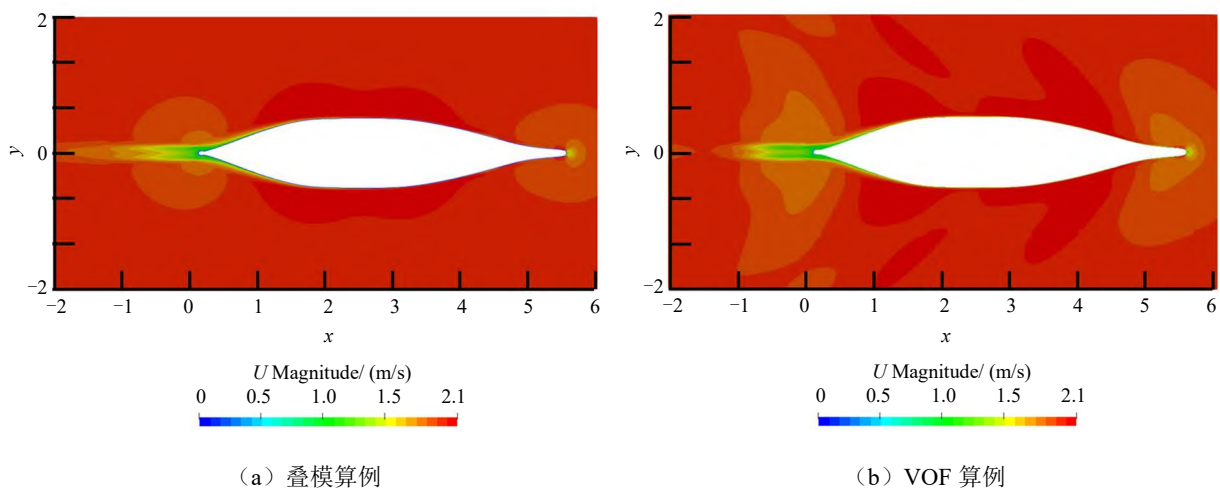 2
y
0
−2
−2 −1 0 1 2 3 4 5 6
x
U Magnitude/ (m/s)
0 0.5 1.0 1.5 2.1
（a）叠模算例
2
y
0
−2
−2 −1 0 1 2 3 4 5 6
x
U Magnitude/ (m/s)
0 0.5 1.0 1.5 2.1
（b）VOF 算例